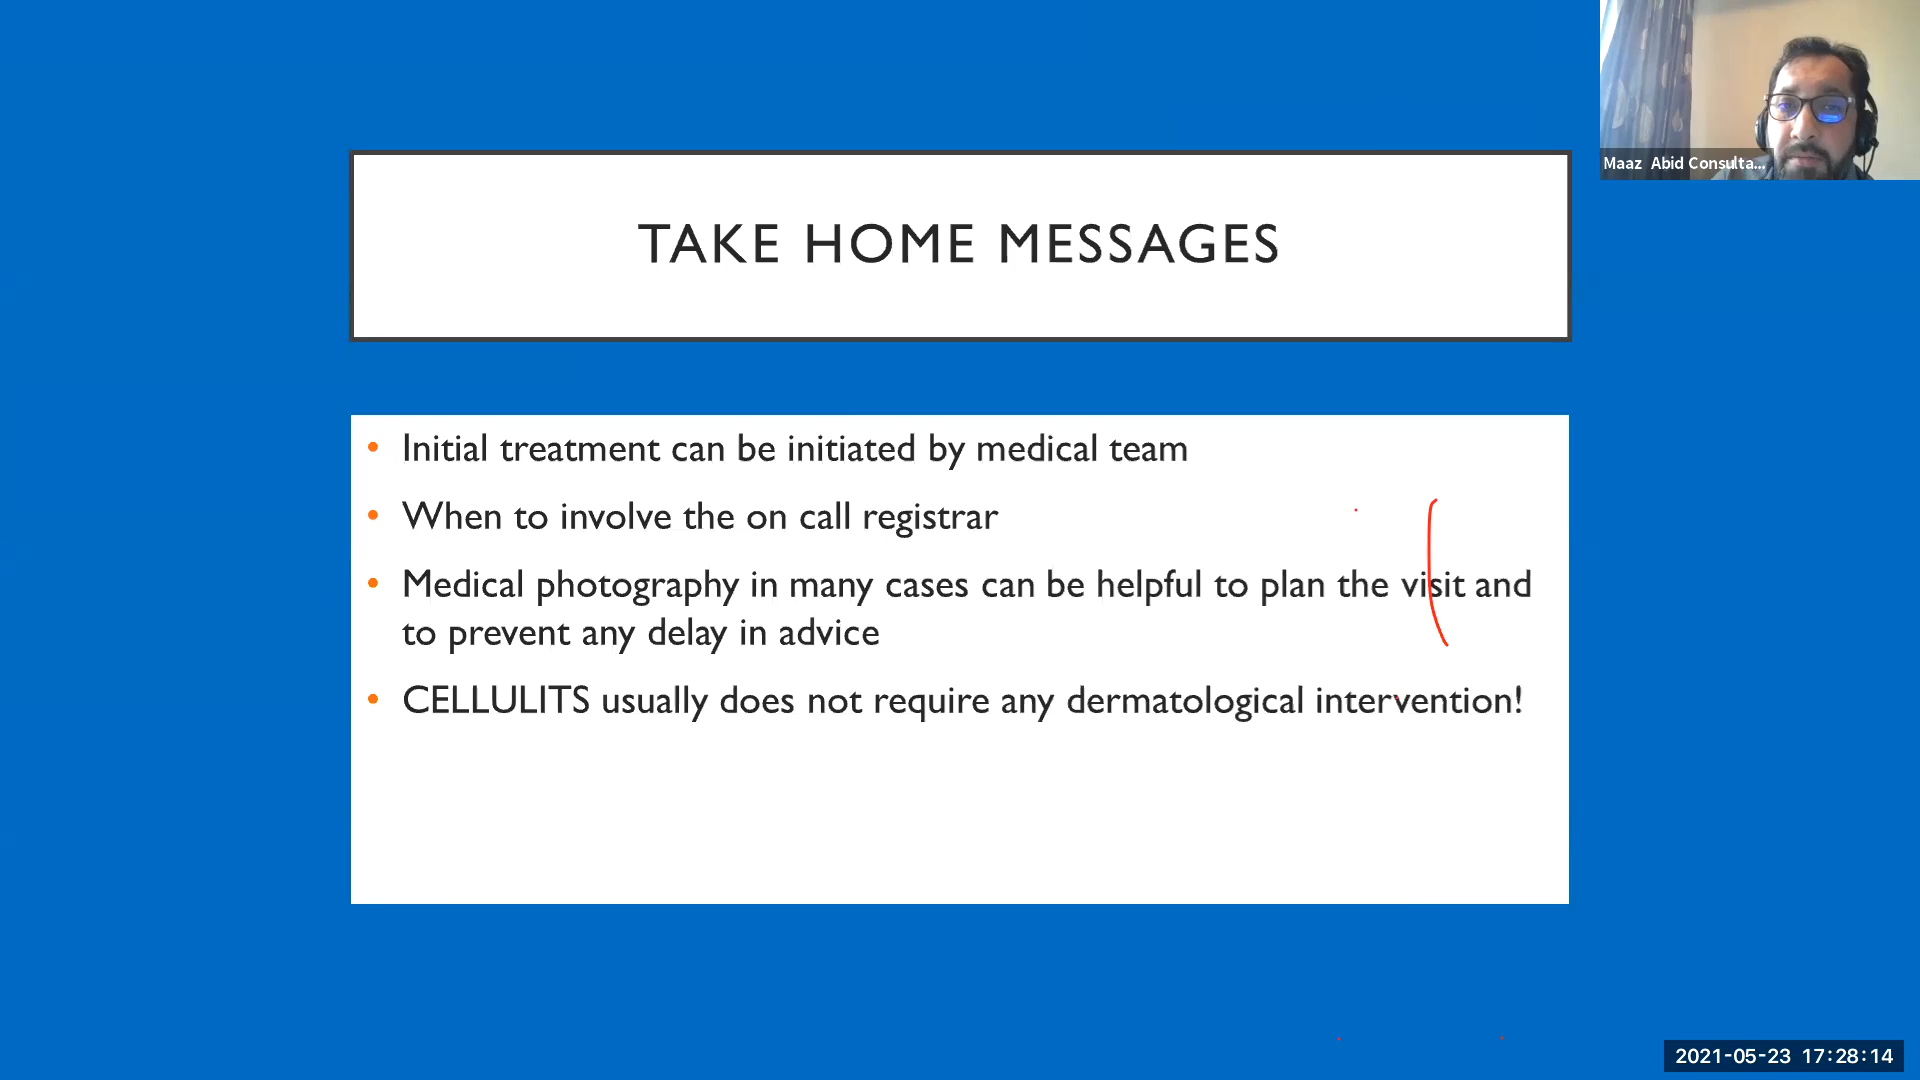 TAKE HOME MESSAGES
• Initial treatment can be initiated by medical team
• When to involve the on call registrar
• Medical photography in many cases can be helpful to plan the visit and
to prevent any delay in advice
• CELLULITS usually does not require any dermatological intervention!
Maaz Abid Consulta...
2021-05-23 17:28:14